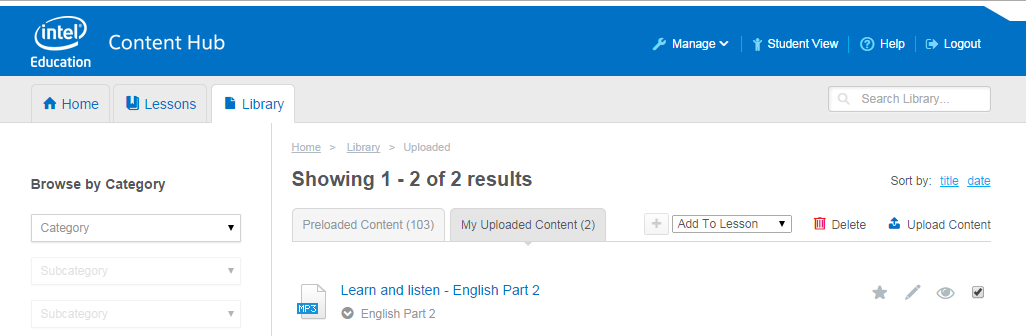 intel
Education
Content Hub
Manage
Student View
Help
Logout
Home
Lessons
Library
Search Library...
Home > Library > Uploaded
Browse by Category
Showing 1 - 2 of 2 results
Sort by: title date
Category
Preloaded Content (103)
My Uploaded Content (2)
+
Add To Lesson
Delete
Upload Content
Subcategory
Subcategory
MP3
Learn and listen - English Part 2
English Part 2